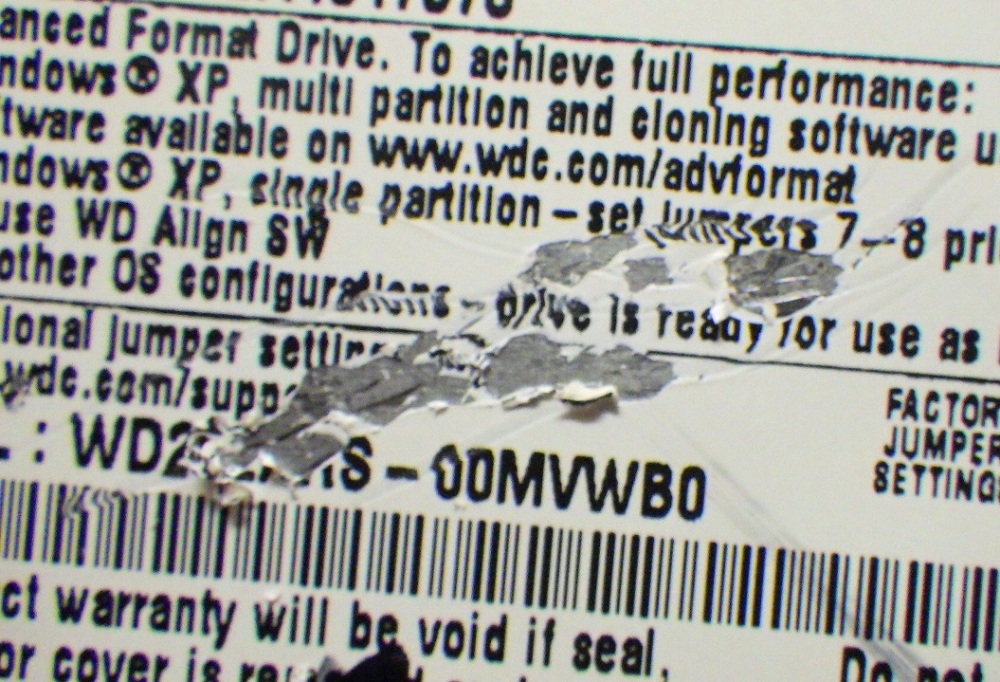 anced Format Drive. To achieve full performance:
ndows® XP, multi partition and cloning software u
tware available on www.wdc.com/advformat
ndows® XP, single partition – set jumpers 7–8 pri
use WD Align SW
other OS configurations – drive is ready for use as
ional jumper
.wdc.com/supp
FACTOR
JUMPER
SETTING
: WD2 S – 00MVWB0
ct warranty will be void if seal,
or cover is Do not